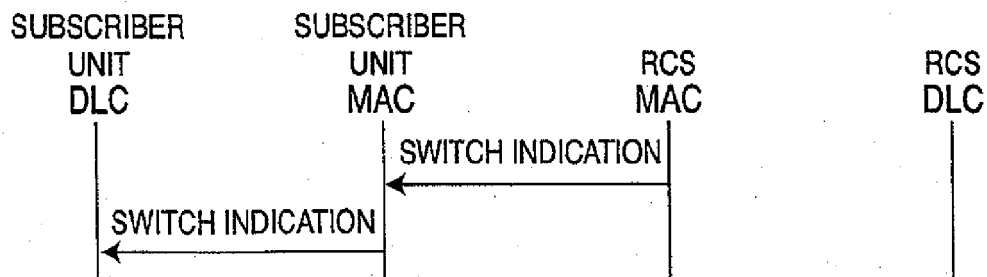 SUBSCRIBER
UNIT
DLC
SUBSCRIBER
UNIT
MAC
RCS
MAC
RCS
DLC
SWITCH INDICATION
SWITCH INDICATION